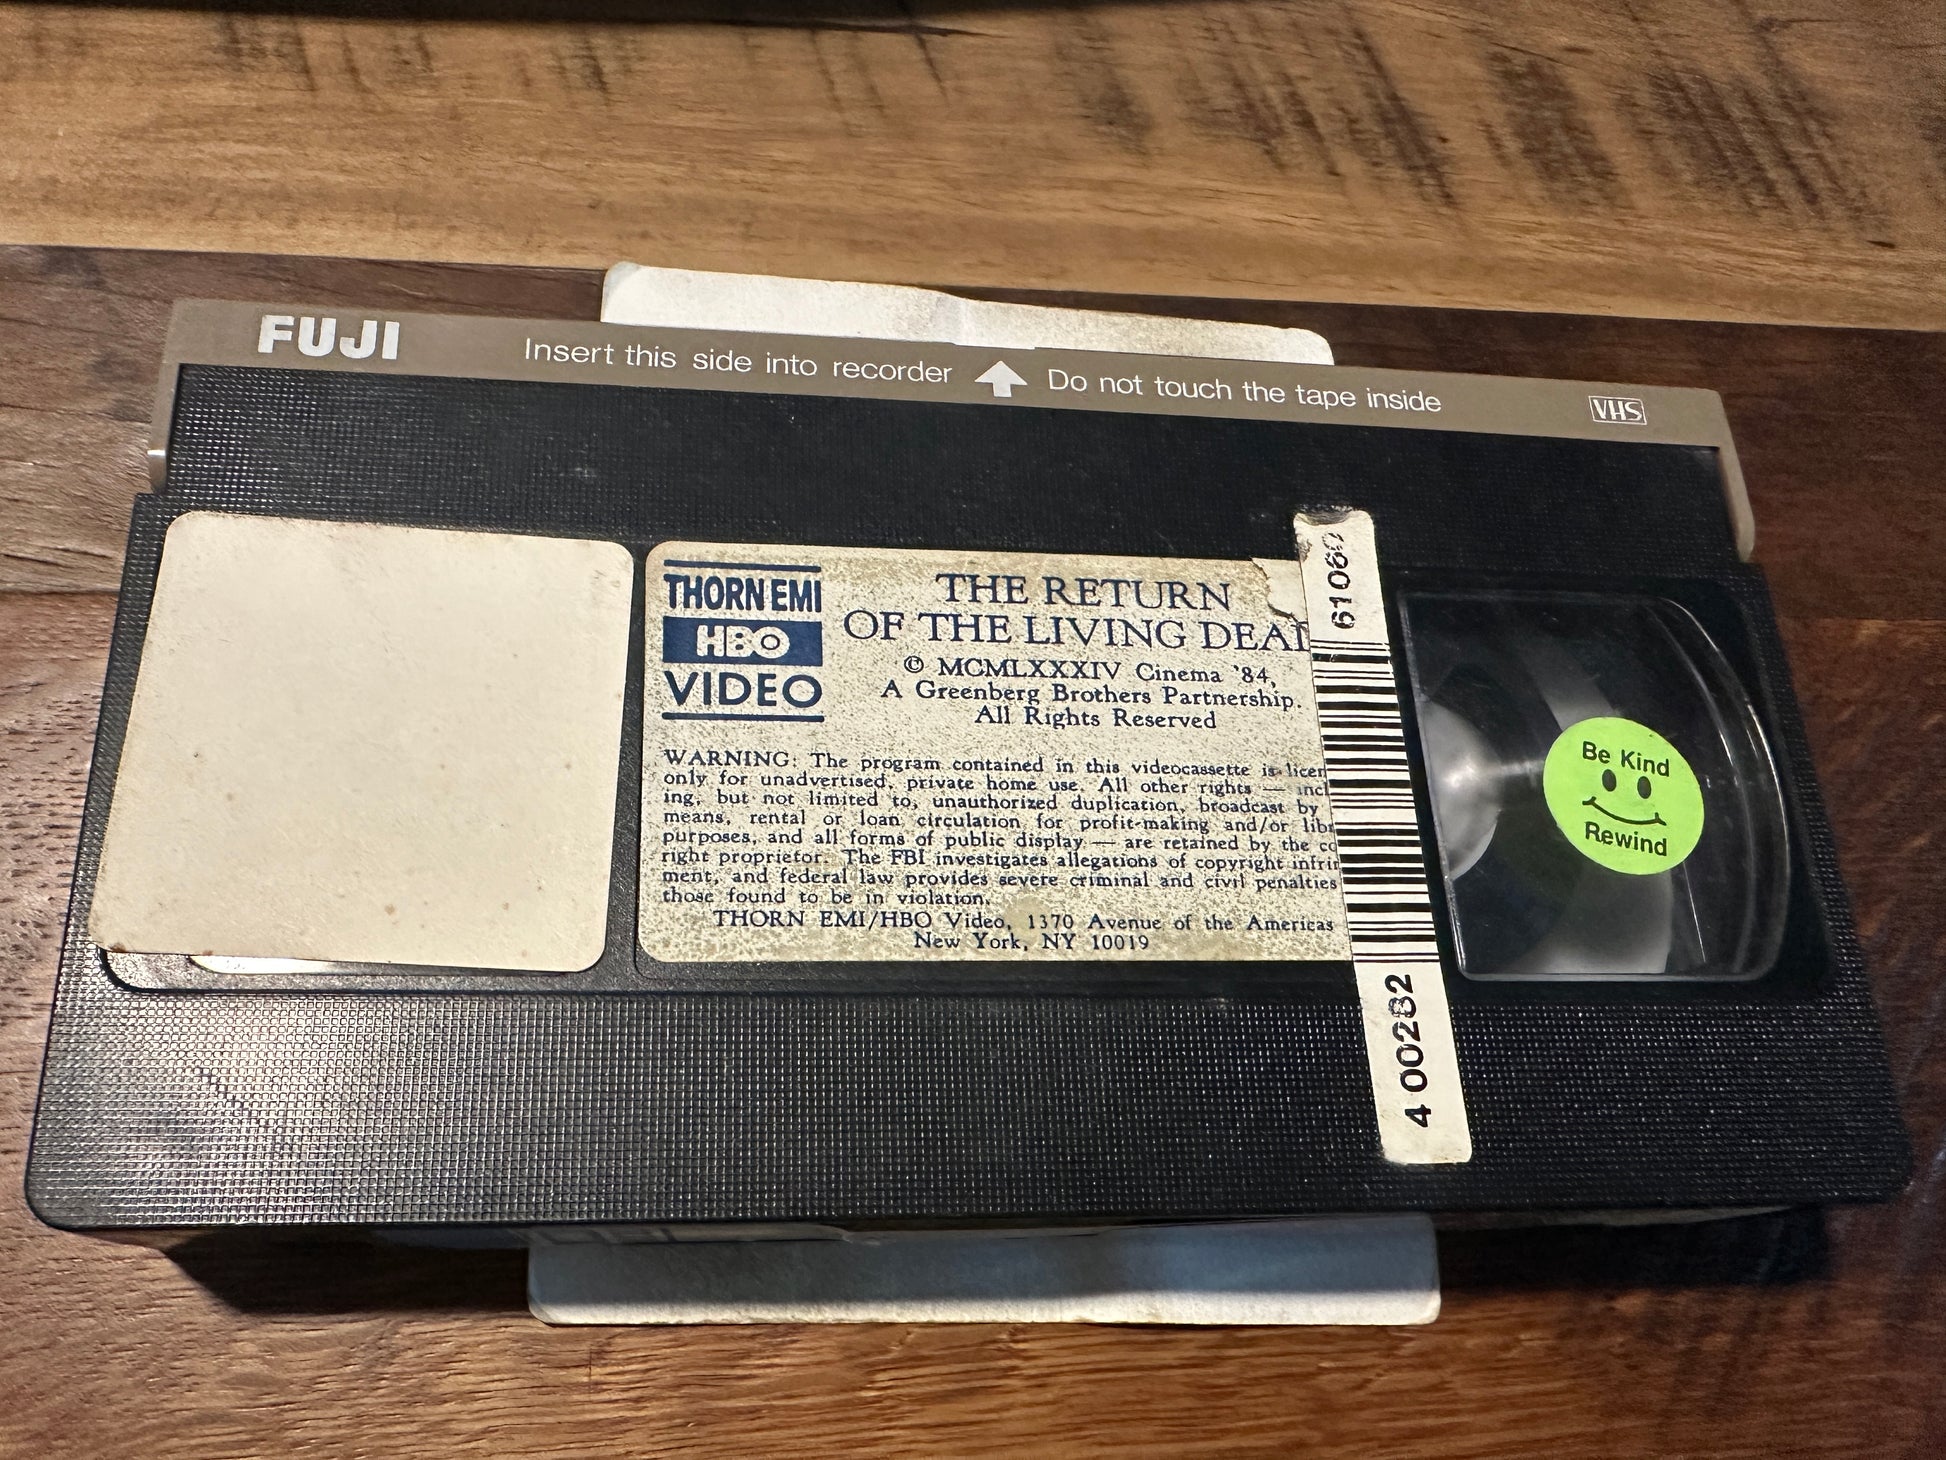 FUJI
Insert this side into recorder Do not touch the tape inside
VHS
THORN EMI
HBO
VIDEO
THE RETURN
OF THE LIVING DEAD
© MCMLXXXIV Cinema '84,
A Greenberg Brothers Partnership.
All Rights Reserved
WARNING: The program contained in this videocassette is licen
only for unadvertised, private home use. All other rights — incl
ing, but not limited to, unauthorized duplication, broadcast by
means, rental or loan circulation for profit-making and/or libr
purposes, and all forms of public display — are retained by the co
right proprietor. The FBI investigates allegations of copyright infrin
ment, and federal law provides severe criminal and civil penalties
those found to be in violation.
THORN EMI/HBO Video, 1370 Avenue of the Americas
New York, NY 10019
61060
4 00282
Be Kind
Rewind